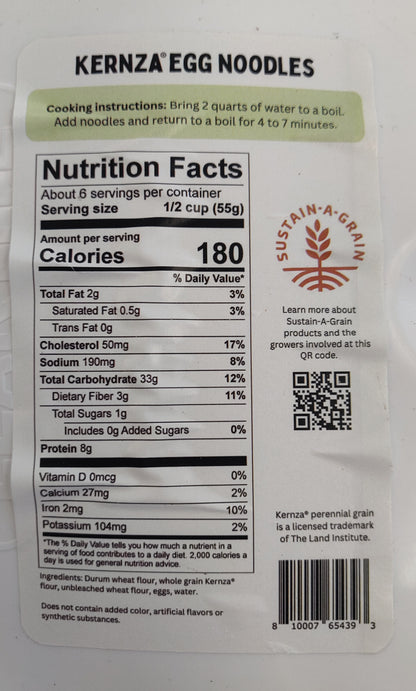 KERNZA® EGG NOODLES
Cooking instructions: Bring 2 quarts of water to a boil.
Add noodles and return to a boil for 4 to 7 minutes.
Nutrition Facts
About 6 servings per container
Serving size 1/2 cup (55g)
Amount per serving
Calories 180
% Daily Value*
Total Fat 2g 3%
Saturated Fat 0.5g 3%
Trans Fat 0g
Cholesterol 50mg 17%
Sodium 190mg 8%
Total Carbohydrate 33g 12%
Dietary Fiber 3g 11%
Total Sugars 1g
Includes 0g Added Sugars 0%
Protein 8g
Vitamin D 0mcg 0%
Calcium 27mg 2%
Iron 2mg 10%
Potassium 104mg 2%
*The % Daily Value tells you how much a nutrient in a
serving of food contributes to a daily diet. 2,000 calories a
day is used for general nutrition advice.
Ingredients: Durum wheat flour, whole grain Kernza®
flour, unbleached wheat flour, eggs, water.
Does not contain added color, artificial flavors or
synthetic substances.
SUSTAIN-A-GRAIN
Learn more about
Sustain-A-Grain
products and the
growers involved at this
QR code.
Kernza® perennial grain
is a licensed trademark
of The Land Institute.
8 10007 65439 3